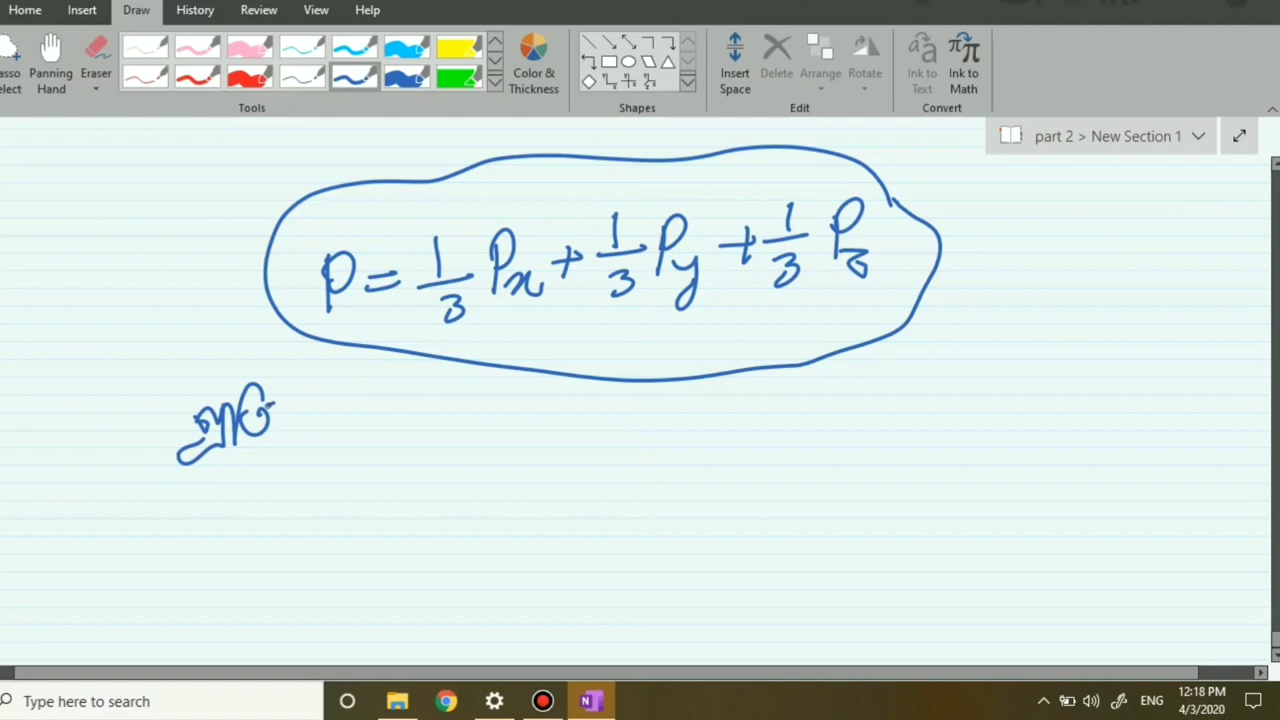 Home Insert Draw History Review View Help
Panning Hand Eraser Color & Thickness Insert Space Delete Arrange Rotate Ink to Text Ink to Math
Tools Shapes Edit Convert
part 2 > New Section 1
P = 1/3 Px + 1/3 Py + 1/3 P3
Type here to search
N
ENG
12:18 PM
4/3/2020